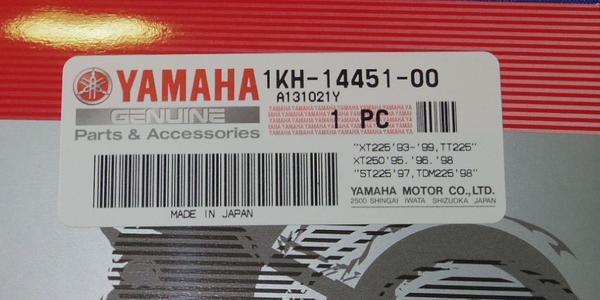 YAMAHA 1KH-14451-00
A131021Y
GENUINE
Parts & Accessories
1 PC
"XT225'93-'99,TT225"
XT250'95.'96.'98
"ST225'97,TDM225'98"
YAMAHA MOTOR CO.,LTD.
2500 SHINGAI IWATA SHIZUOKA JAPAN
MADE IN JAPAN